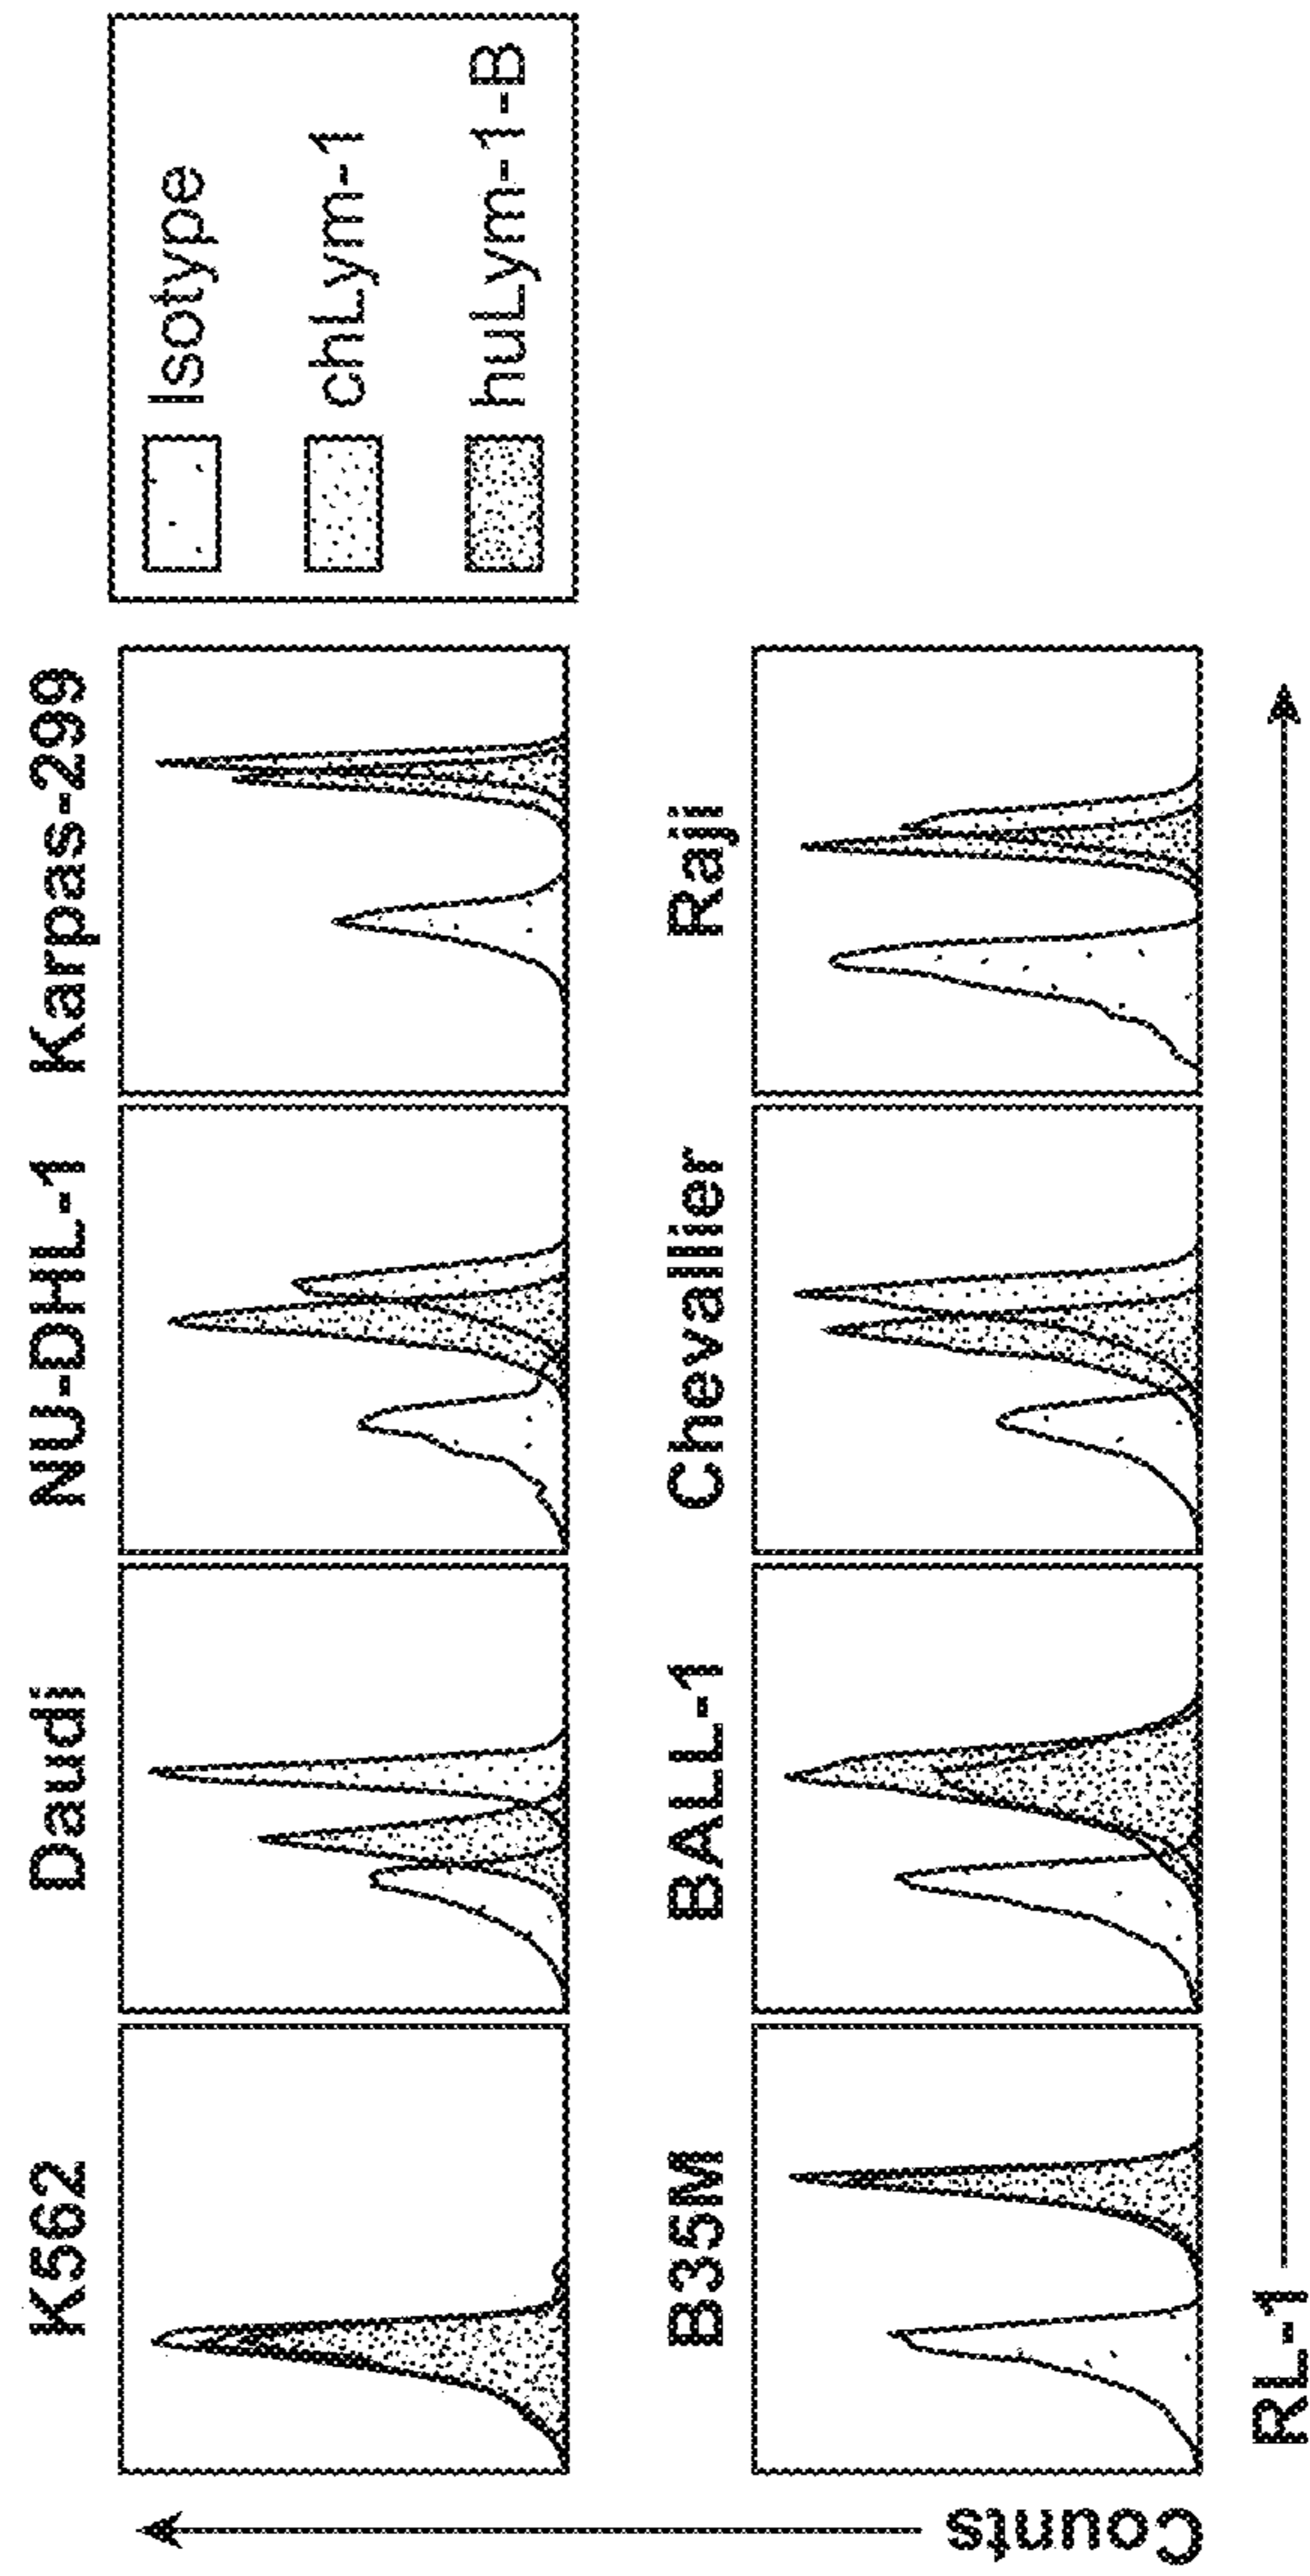 K562
Daudi
NU-DHL-1
Karpas-299
B35M
BALL-1
Chevallier
Raji
Counts
RL-1
Isotype
chLym-1
huLym-1-B